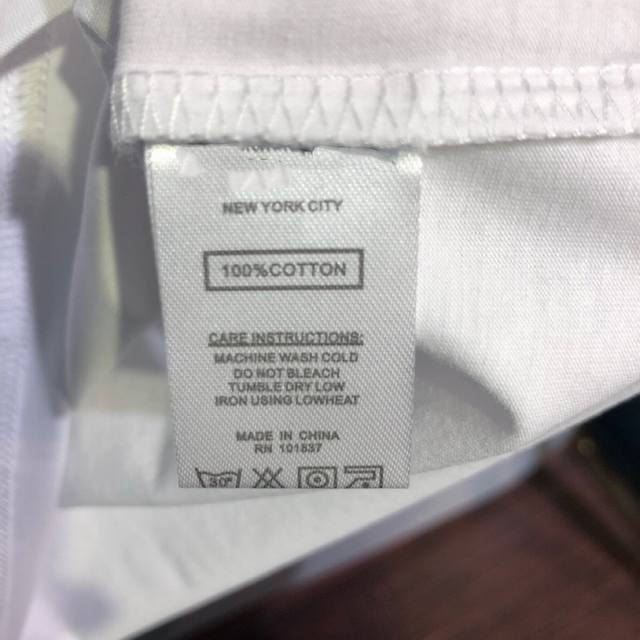 NEW YORK CITY
100%COTTON
CARE INSTRUCTIONS:
MACHINE WASH COLD
DO NOT BLEACH
TUMBLE DRY LOW
IRON USING LOWHEAT
MADE IN CHINA
RN 101837
30°